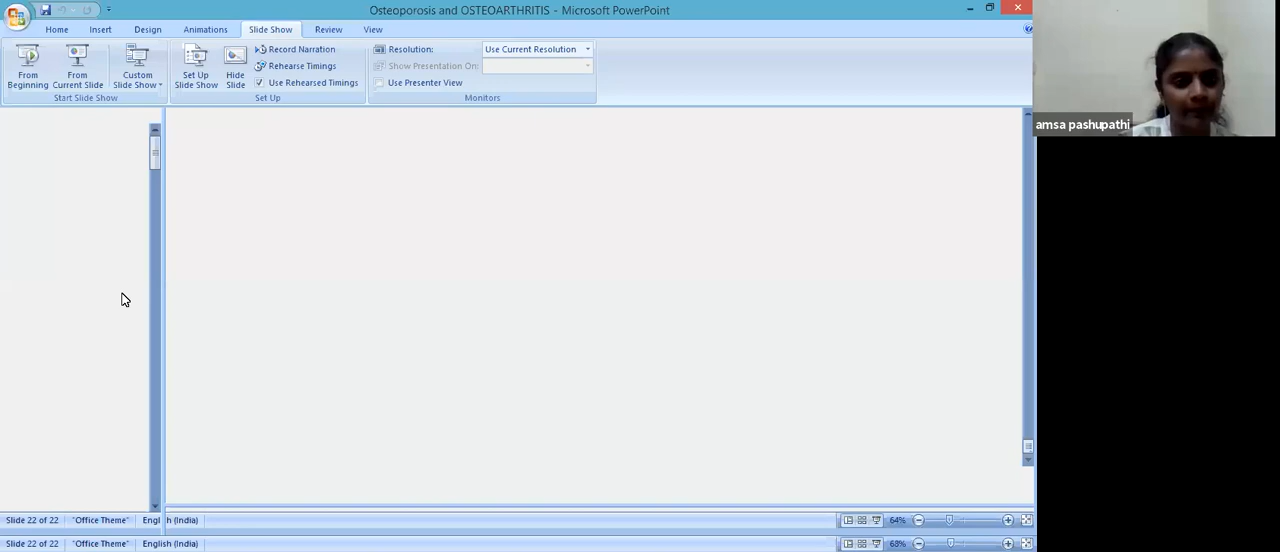 Osteoporosis and OSTEOARTHRITIS - Microsoft PowerPoint
Home Insert Design Animations Slide Show Review View
From Beginning
From Current Slide
Custom Slide Show
Start Slide Show
Set Up Slide Show
Hide Slide
Record Narration
Rehearse Timings
Use Rehearsed Timings
Set Up
Resolution: Use Current Resolution
Show Presentation On:
Use Presenter View
Monitors
amsa pashupathi
Slide 22 of 22 "Office Theme" Engl h (India) 64%
Slide 22 of 22 "Office Theme" English (India) 68%